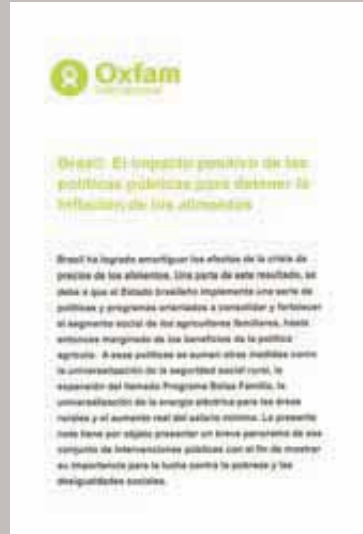 Oxfam
Internacional
Brasil: El impacto positivo de las
políticas públicas para detener la
inflación de los alimentos
Brasil ha logrado amortiguar los efectos de la crisis de
precios de los alimentos. Una parte de este resultado, se
debe a que el Estado brasileño implemente una serie de
políticas y programas orientados a consolidar y fortalecer
el segmento social de los agricultores familiares, hasta
entonces marginado de los beneficios de la política
agrícola. A esas políticas se suman otras medidas como
la universalización de la seguridad social rural, la
expansión del llamado Programa Bolsa Familia, la
universalización de la energía eléctrica para las áreas
rurales y el aumento real del salario mínimo. La presente
nota tiene por objeto presentar un breve panorama de ese
conjunto de intervenciones públicas con el fin de mostrar
su importancia para la lucha contra la pobreza y las
desigualdades sociales.